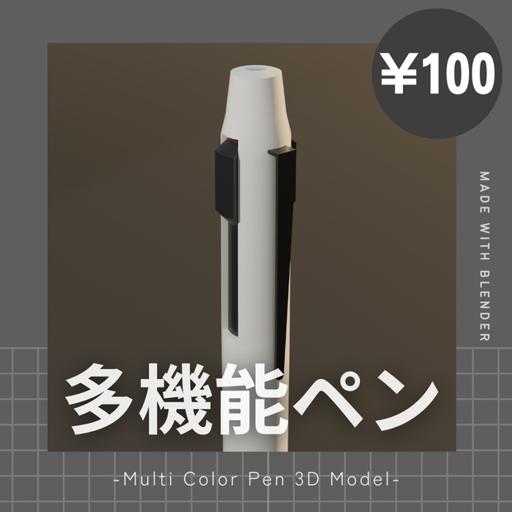 ¥100
MADE WITH BLENDER
多機能ペン
-Multi Color Pen 3D Model-